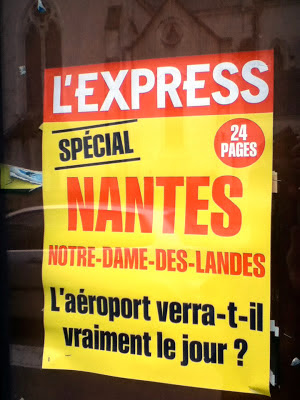 L'EXPRESS
SPÉCIAL
24
PAGES
NANTES
NOTRE-DAME-DES-LANDES
L'aéroport verra-t-il
vraiment le jour ?